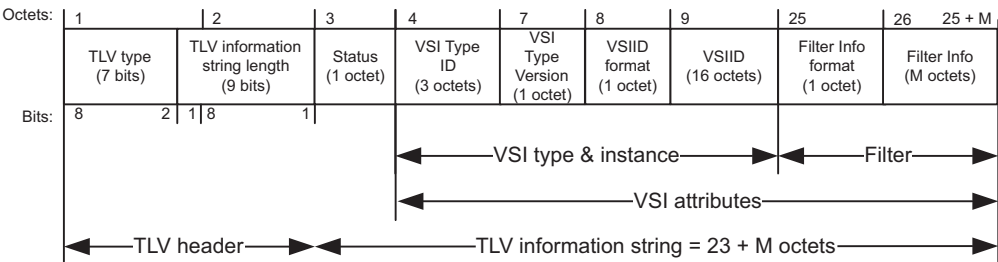 Octets: 1 2 3 4 7 8 9 25 26 25 + M
TLV type
(7 bits)
TLV information
string length
(9 bits)
Status
(1 octet)
VSI Type
ID
(3 octets)
VSI
Type
Version
(1 octet)
VSIID
format
(1 octet)
VSIID
(16 octets)
Filter Info
format
(1 octet)
Filter Info
(M octets)
Bits: 8 2 1 8 1
VSI type & instance
Filter
VSI attributes
TLV header
TLV information string = 23 + M octets